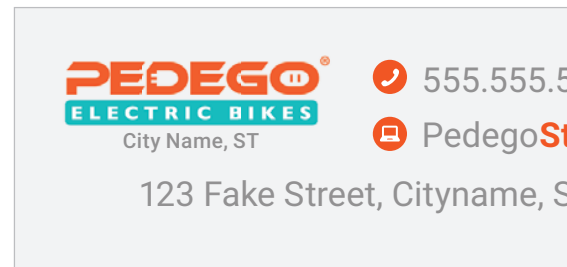 PEDEGO®
ELECTRIC BIKES
City Name, ST
555.555.5
PedegoSt
123 Fake Street, Cityname, S